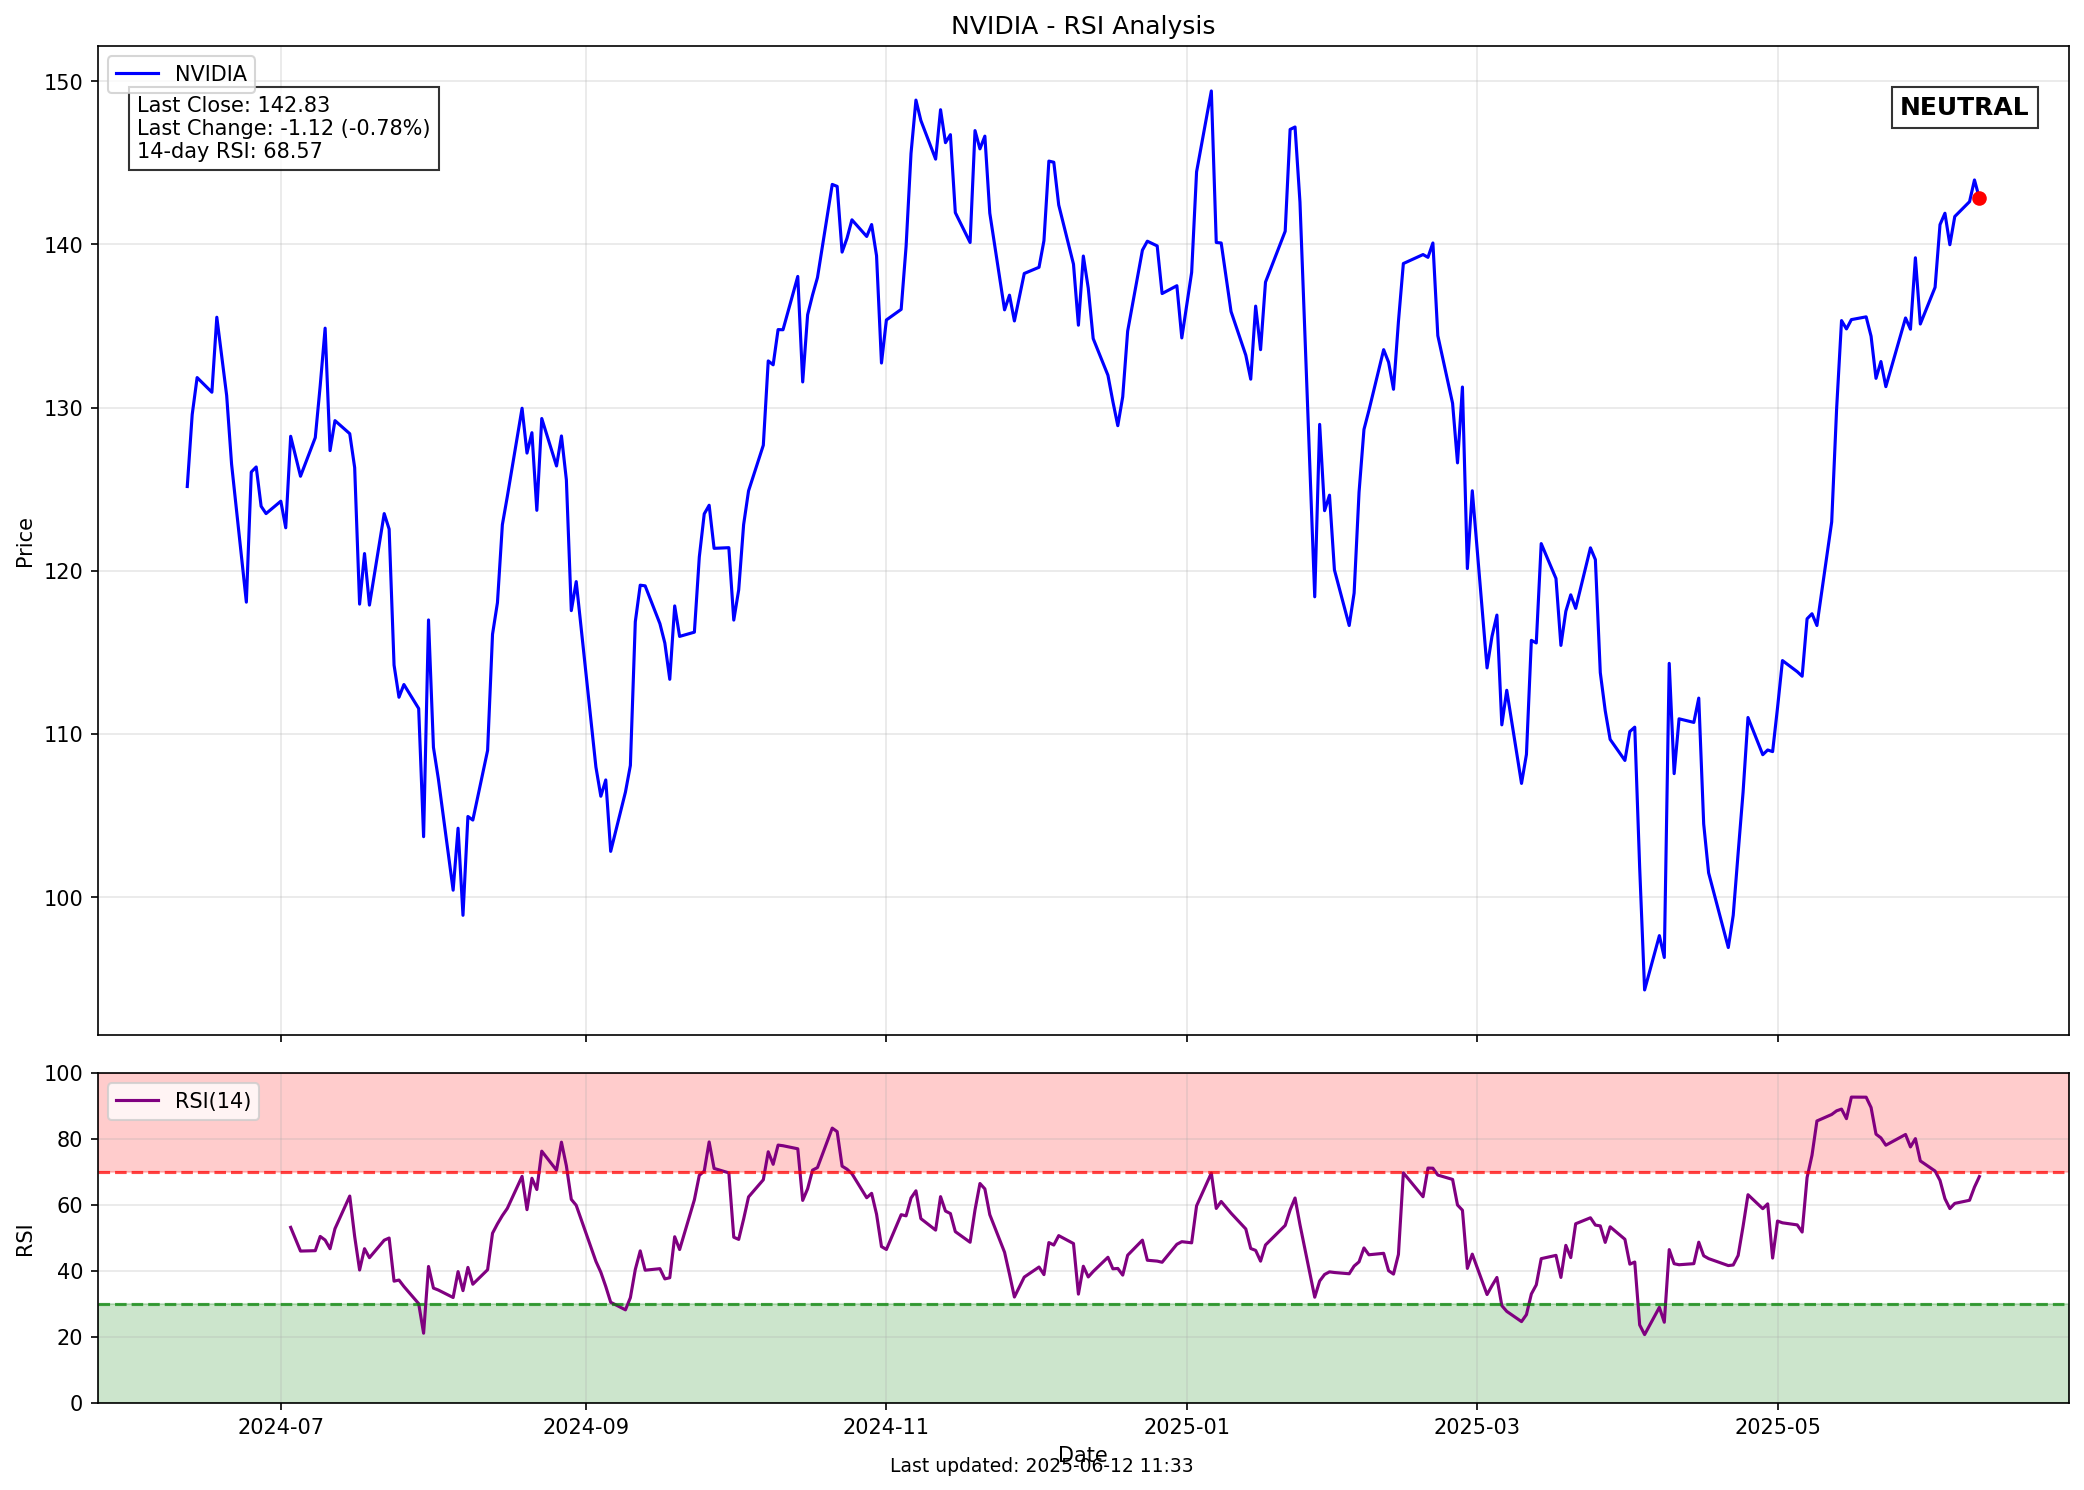 NVIDIA - RSI Analysis
NVIDIA
Last Close: 142.83
Last Change: -1.12 (-0.78%)
14-day RSI: 68.57
NEUTRAL
Price
150
140
130
120
110
100
RSI(14)
RSI
100
80
60
40
20
0
2024-07
2024-09
2024-11
2025-01
2025-03
2025-05
Date
Last updated: 2025-06-12 11:33